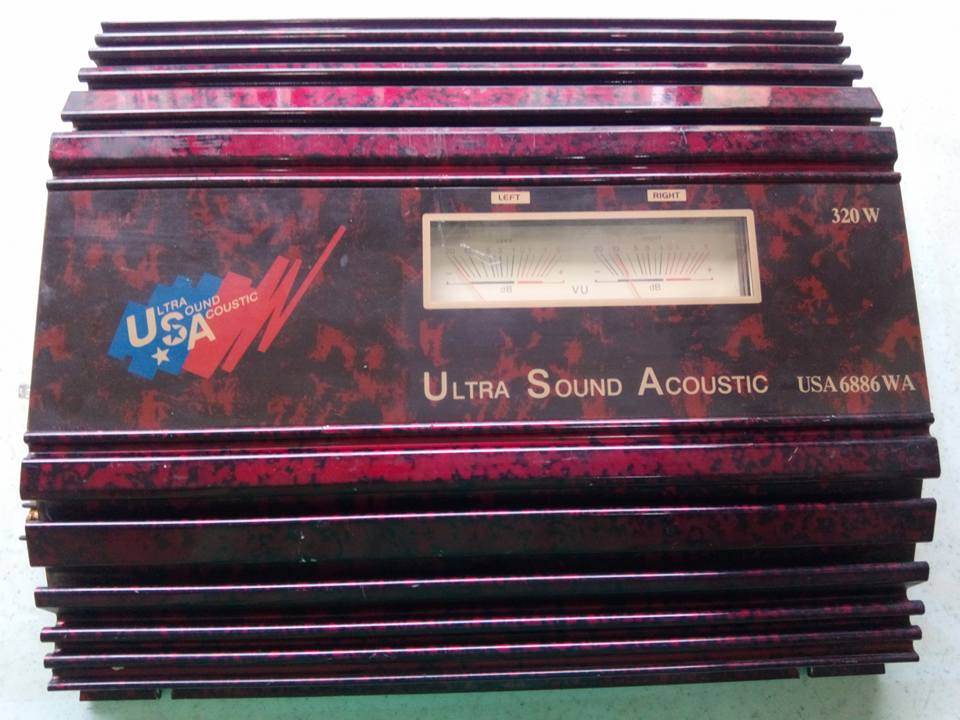 LEFT
RIGHT
320 W
VU
dB
dB
ULTRA
SOUND
ACOUSTIC
USA
ULTRA SOUND ACOUSTIC
USA 6886 WA